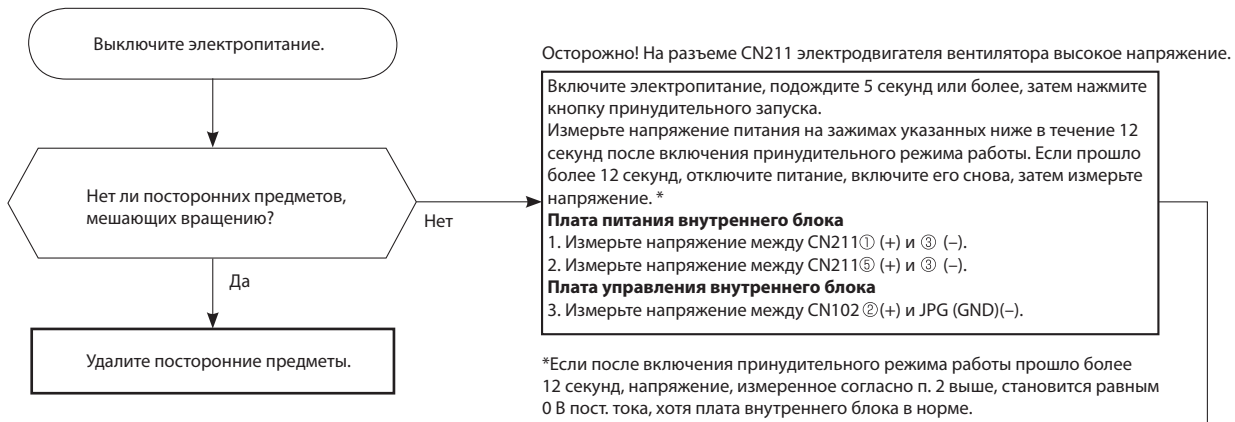 Выключите электропитание.
Нет ли посторонних предметов,
мешающих вращению?
Нет
Да
Удалите посторонние предметы.
Осторожно! На разъеме CN211 электродвигателя вентилятора высокое напряжение.
Включите электропитание, подождите 5 секунд или более, затем нажмите
кнопку принудительного запуска.
Измерьте напряжение питания на зажимах указанных ниже в течение 12
секунд после включения принудительного режима работы. Если прошло
более 12 секунд, отключите питание, включите его снова, затем измерьте
напряжение. *
Плата питания внутреннего блока
1. Измерьте напряжение между CN211① (+) и ③ (–).
2. Измерьте напряжение между CN211⑤ (+) и ③ (–).
Плата управления внутреннего блока
3. Измерьте напряжение между CN102 ②(+) и JPG (GND)(–).
*Если после включения принудительного режима работы прошло более
12 секунд, напряжение, измеренное согласно п. 2 выше, становится равным
0 В пост. тока, хотя плата внутреннего блока в норме.